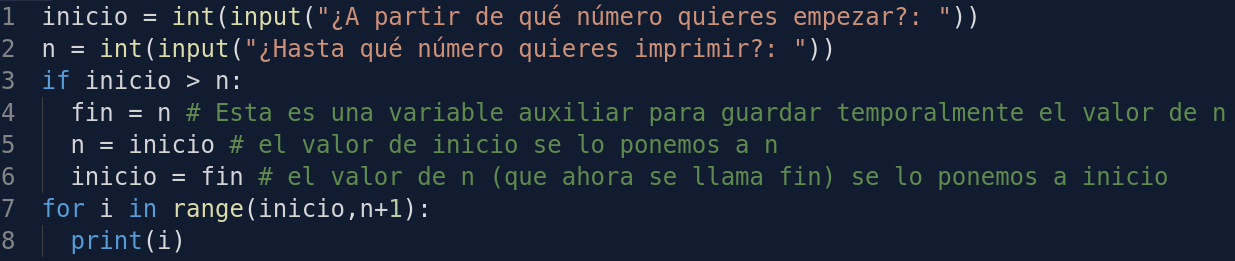 1 inicio = int(input("¿A partir de qué número quieres empezar?: "))
2 n = int(input("¿Hasta qué número quieres imprimir?: "))
3 if inicio > n:
4   fin = n # Esta es una variable auxiliar para guardar temporalmente el valor de n
5   n = inicio # el valor de inicio se lo ponemos a n
6   inicio = fin # el valor de n (que ahora se llama fin) se lo ponemos a inicio
7 for i in range(inicio,n+1):
8   print(i)